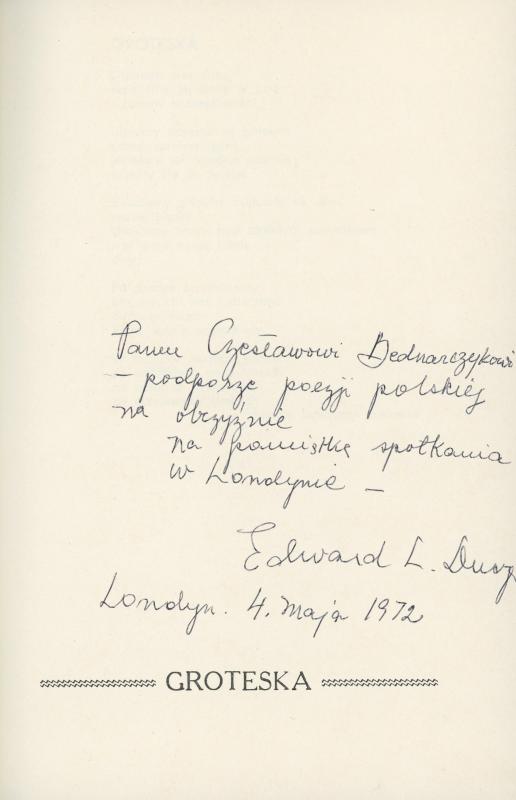 Panu Czesławowi Bednarczykowi
– podporze poezji polskiej
na obczyźnie
na pamiątkę spotkania
w Londynie –
Edward L. Dusz
Londyn. 4. maja 1972
GROTESKA